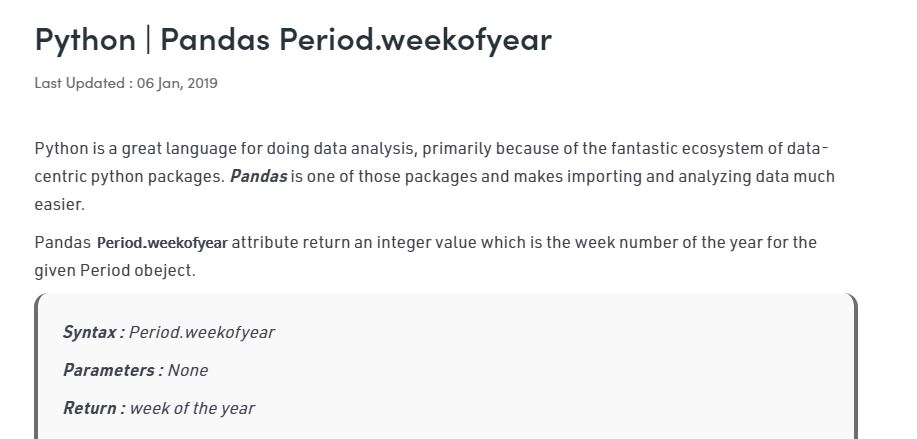 Python | Pandas Period.weekofyear
Last Updated : 06 Jan, 2019
Python is a great language for doing data analysis, primarily because of the fantastic ecosystem of data-
centric python packages. Pandas is one of those packages and makes importing and analyzing data much
easier.
Pandas Period.weekofyear attribute return an integer value which is the week number of the year for the
given Period obeject.
Syntax : Period.weekofyear
Parameters : None
Return : week of the year